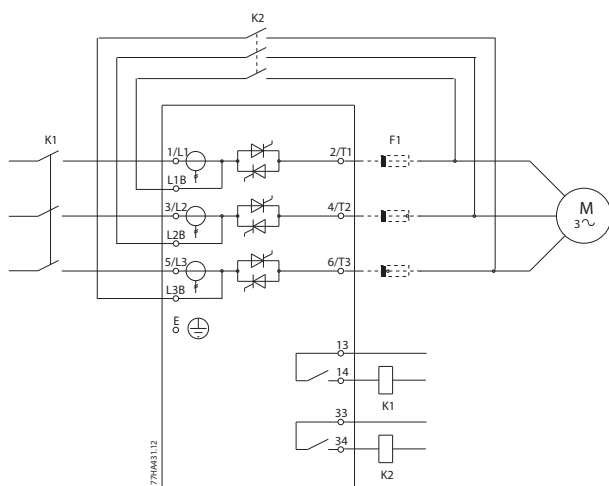 K2
K1
1/L1
2/T1
F1
L1B
3/L2
4/T2
M
3
L2B
5/L3
6/T3
L3B
E
13
14
K1
33
34
K2
77HA431.12